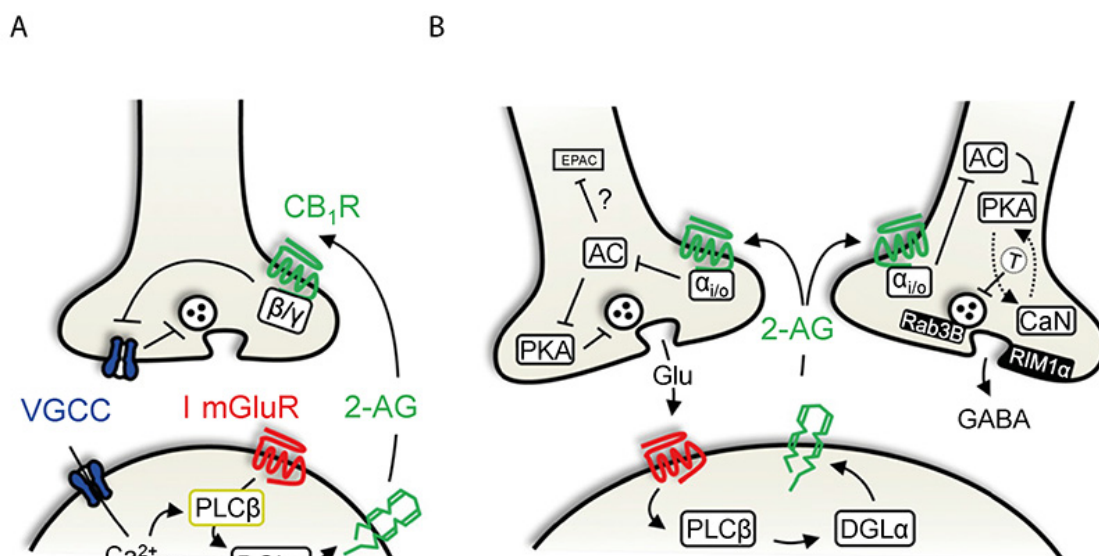 A
CB₁R
β/γ
VGCC
I mGluR
2-AG
PLCβ
Ca²⁺
B
EPAC
?
AC
αi/o
PKA
Glu
2-AG
AC
PKA
T
αi/o
CaN
Rab3B
RIM1α
GABA
PLCβ
DGLα